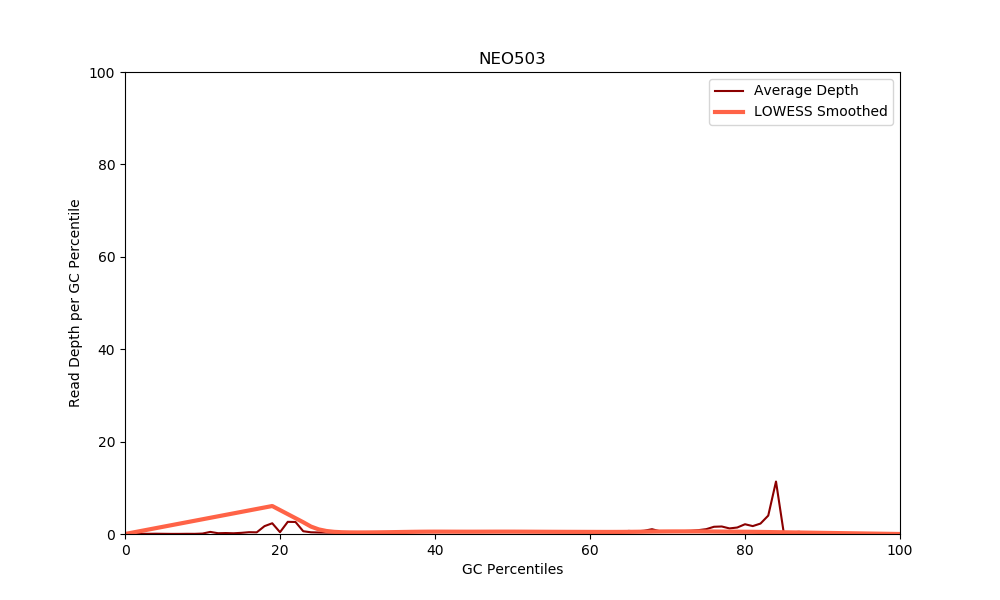 NEO503
Average Depth
LOWESS Smoothed
Read Depth per GC Percentile
100
80
60
40
20
0
0 20 40 60 80 100
GC Percentiles